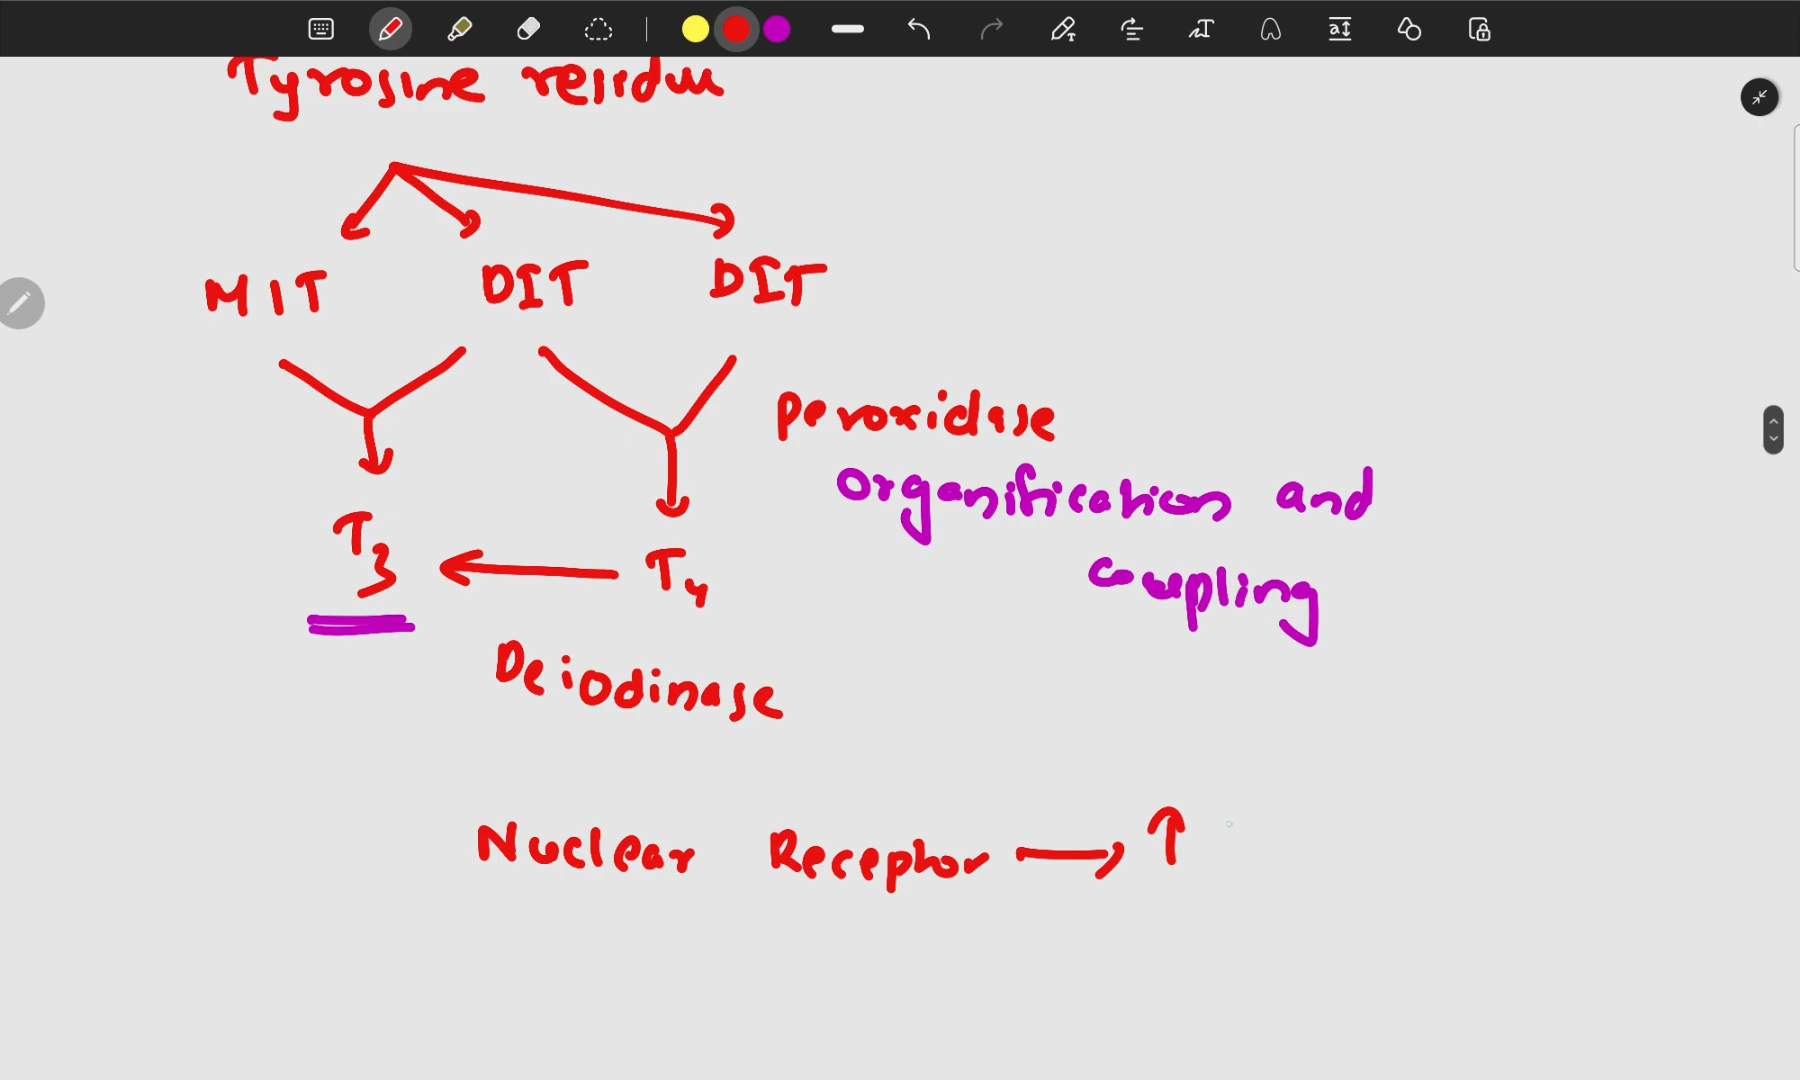 Tyrosine residue
MIT DIT DIT
peroxidase
organification and
coupling
T3 ← T4
Deiodinase
Nuclear Receptor → ↑